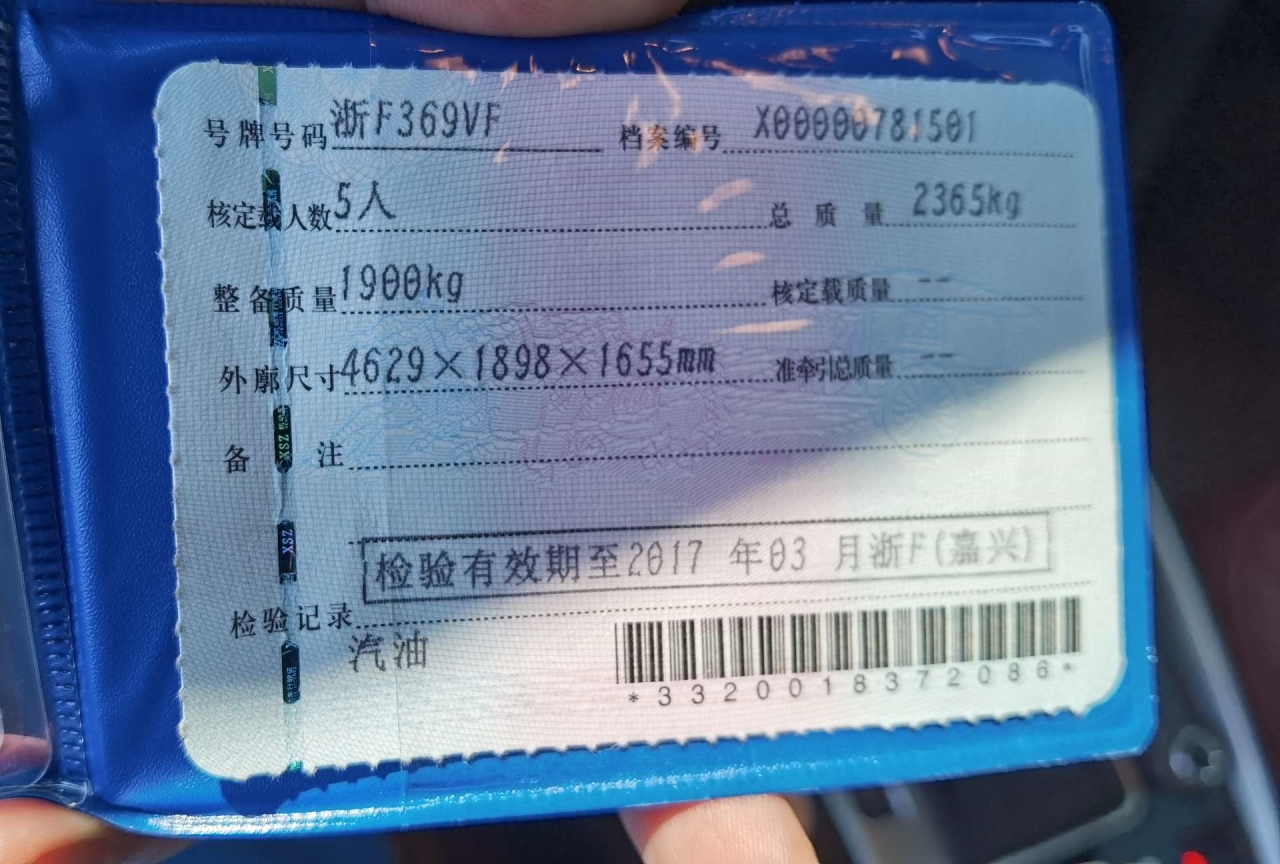 号牌号码 浙F369VF 档案编号 X00000781501
核定载人数 5人 总质量 2365kg
整备质量 1900kg 核定载质量 --
外廓尺寸 4629×1898×1655mm 准牵引总质量 --
备注
检验有效期至2017年03月浙F(嘉兴)
检验记录
汽油
*3320018372086*
XSZ
XSZ